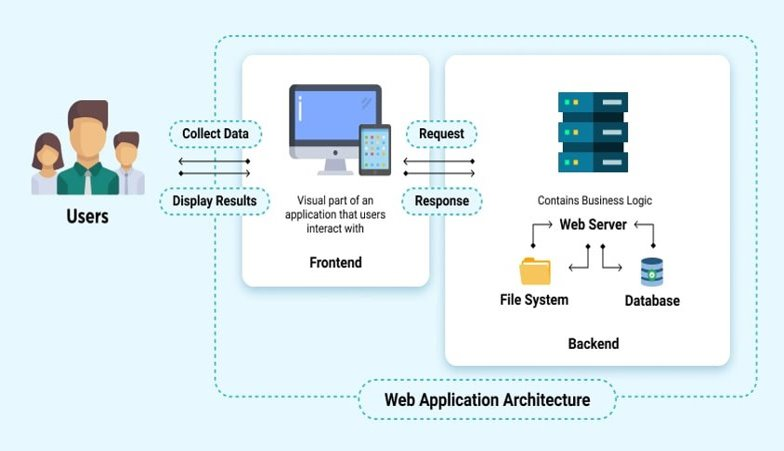 Users
Collect Data
Display Results
Visual part of an
application that users
interact with
Frontend
Request
Response
Contains Business Logic
Web Server
File System
Database
Backend
Web Application Architecture